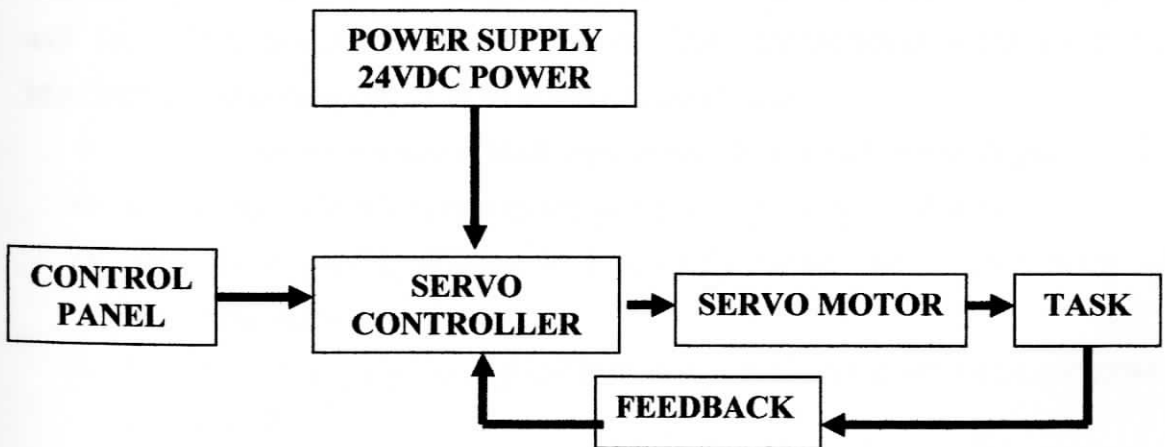 POWER SUPPLY
24VDC POWER
CONTROL
PANEL
SERVO
CONTROLLER
SERVO MOTOR
TASK
FEEDBACK